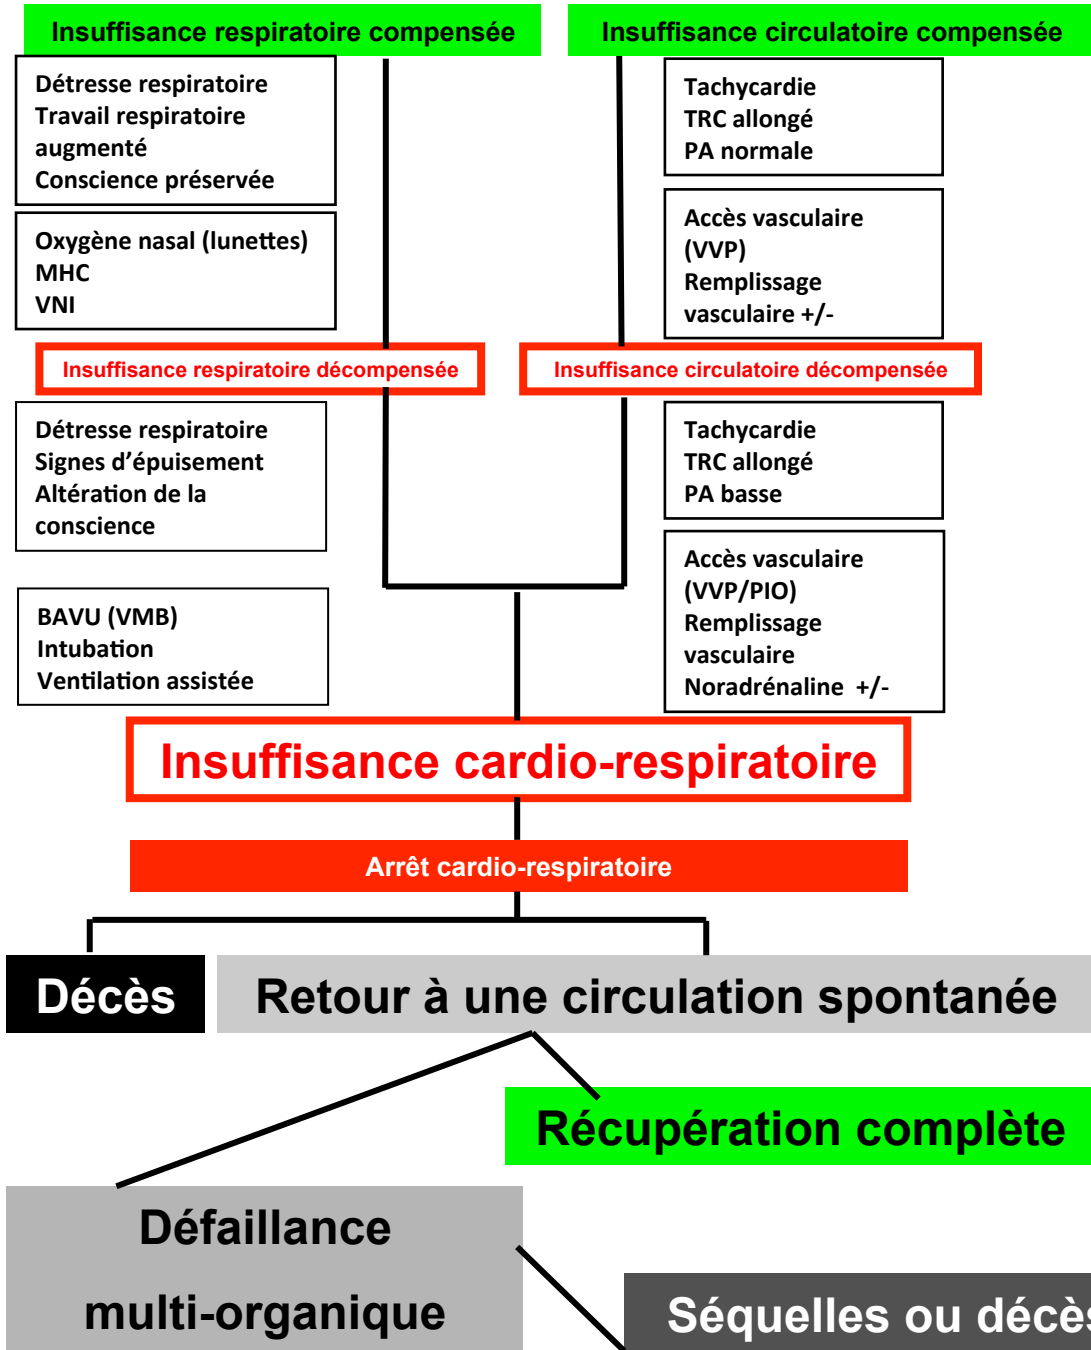 Insuffisance respiratoire compensée
Insuffisance circulatoire compensée
Détresse respiratoire
Travail respiratoire
augmenté
Conscience préservée
Tachycardie
TRC allongé
PA normale
Oxygène nasal (lunettes)
MHC
VNI
Accès vasculaire
(VVP)
Remplissage
vasculaire +/-
Insuffisance respiratoire décompensée
Insuffisance circulatoire décompensée
Détresse respiratoire
Signes d’épuisement
Altération de la
conscience
Tachycardie
TRC allongé
PA basse
BAVU (VMB)
Intubation
Ventilation assistée
Accès vasculaire
(VVP/PIO)
Remplissage
vasculaire
Noradrénaline +/-
Insuffisance cardio-respiratoire
Arrêt cardio-respiratoire
Décès
Retour à une circulation spontanée
Récupération complète
Défaillance
multi-organique
Séquelles ou décès